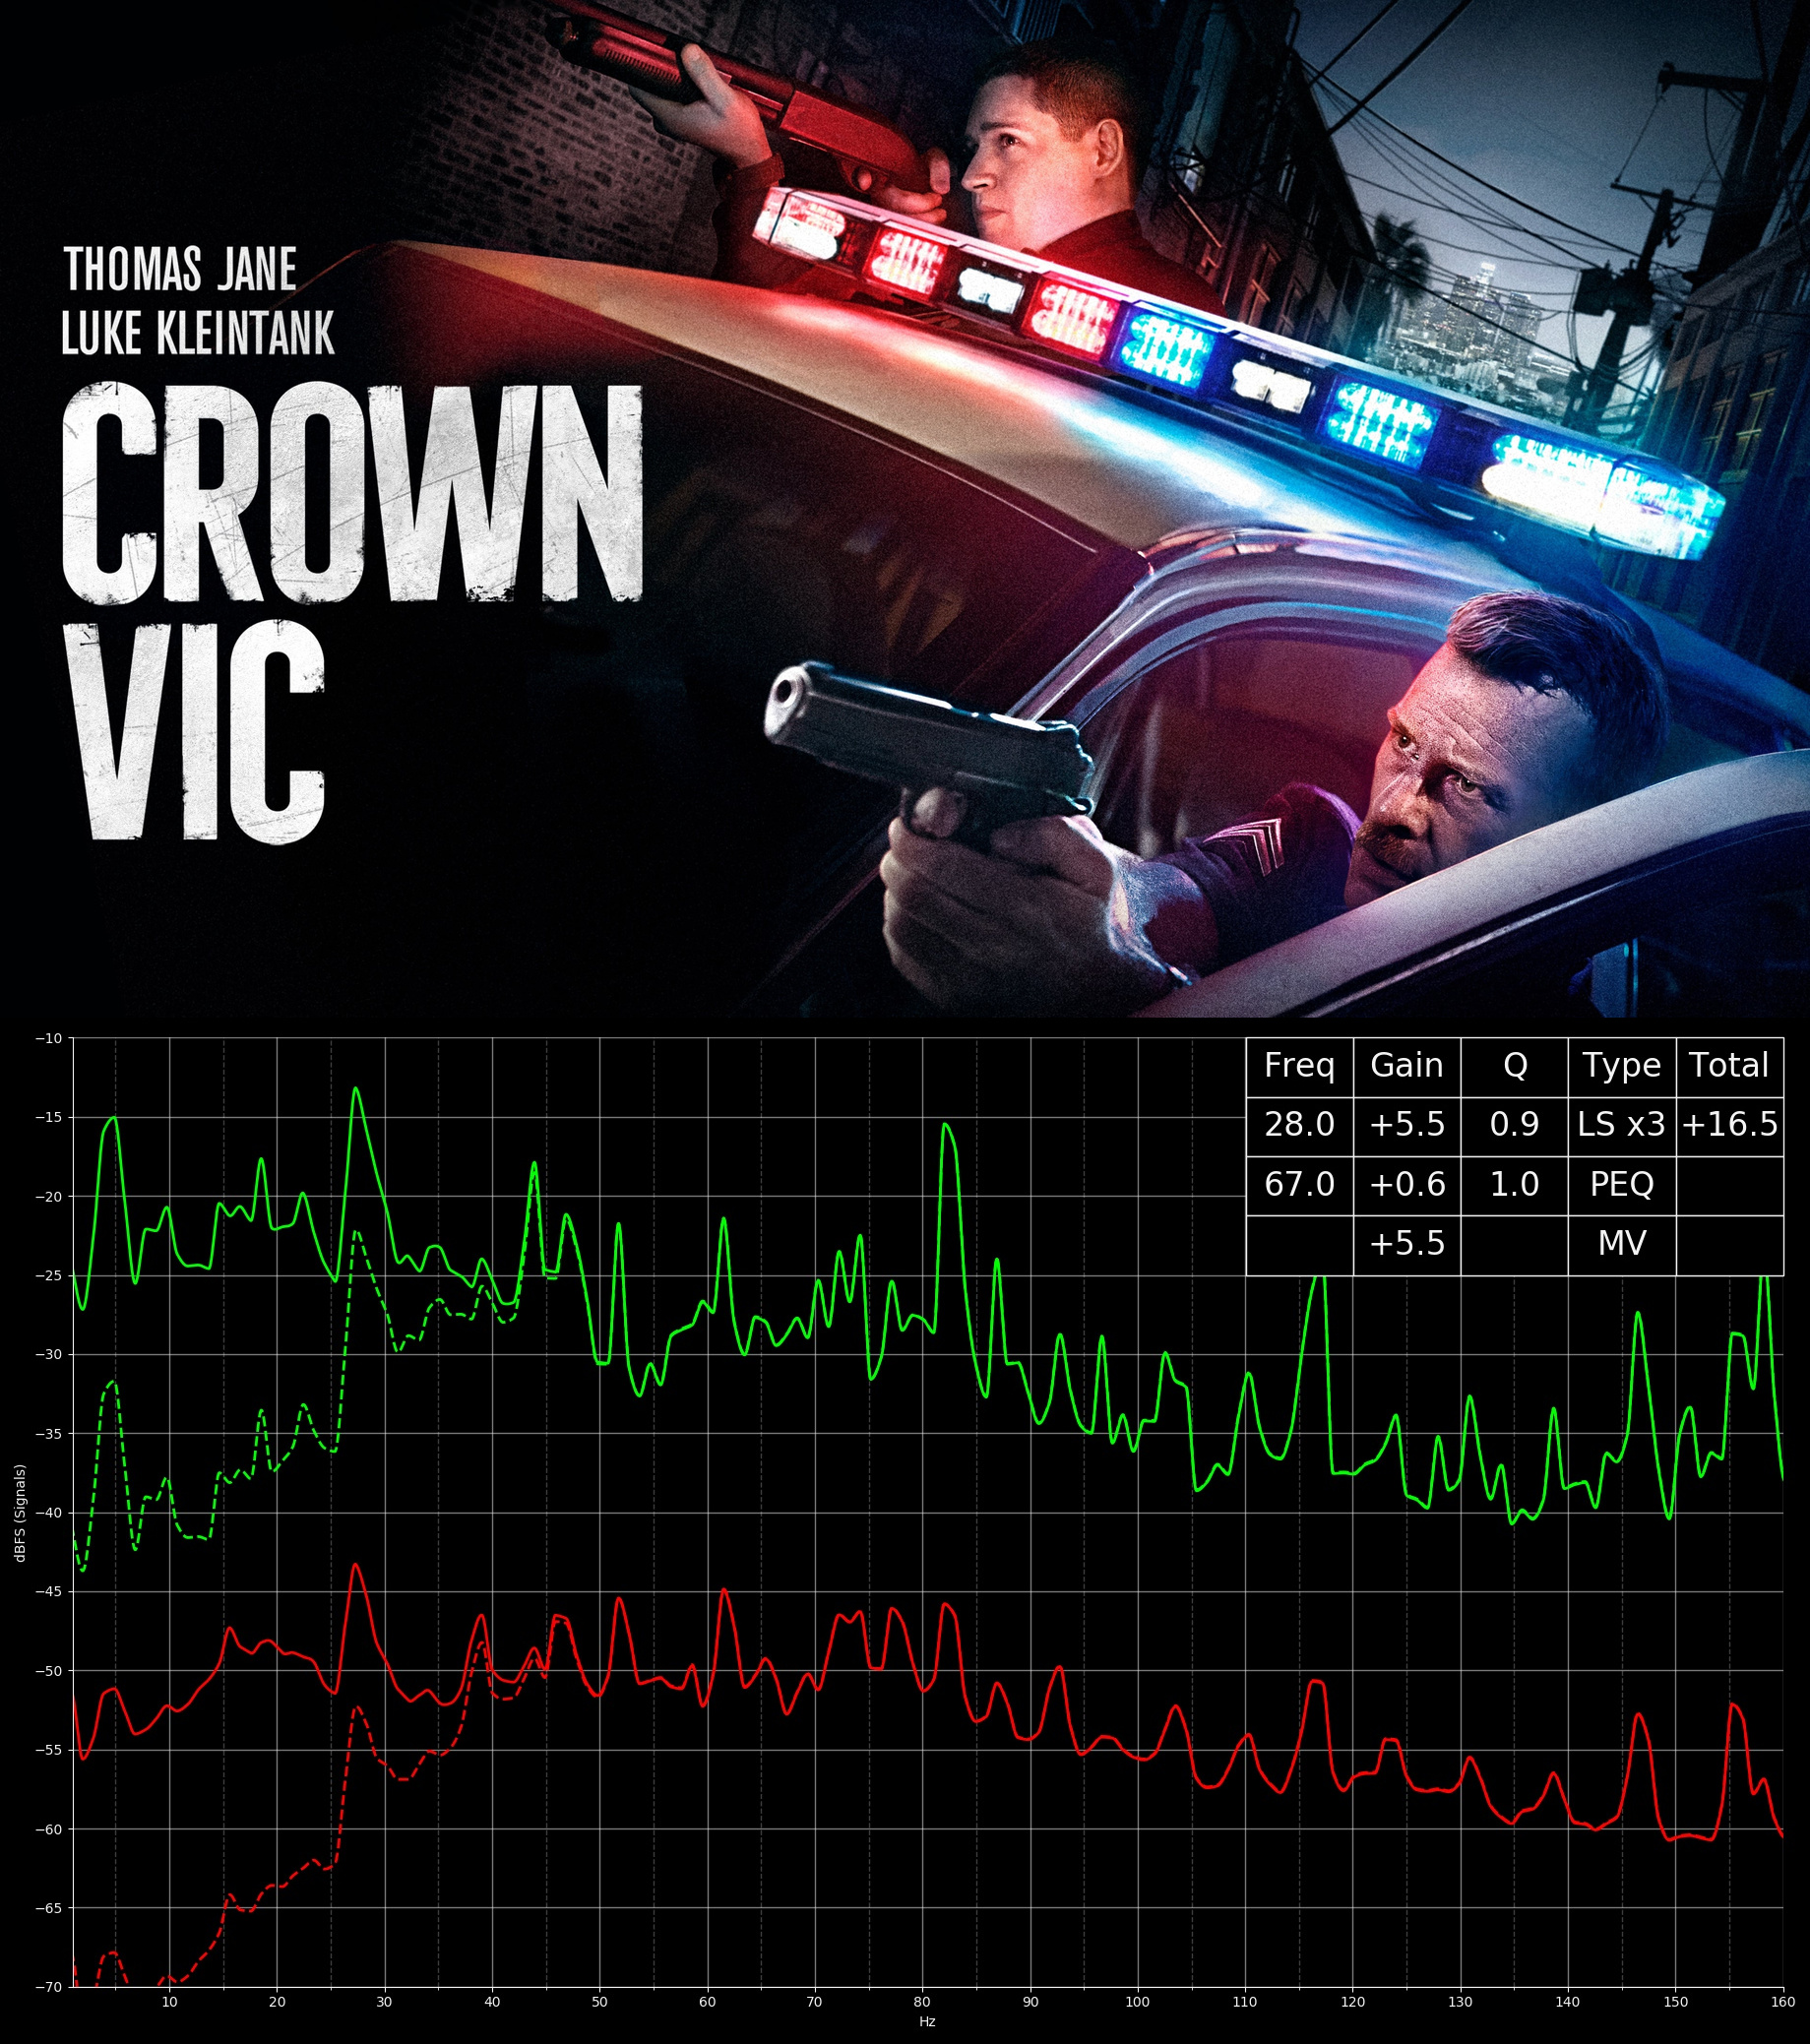 THOMAS JANE
LUKE KLEINTANK
CROWN
VIC
Freq Gain Q Type Total
28.0 +5.5 0.9 LS x3 +16.5
67.0 +0.6 1.0 PEQ
+5.5 MV
−10
−15
−20
−25
−30
−35
−40
−45
−50
−55
−60
−65
−70
dBFS (Signals)
10 20 30 40 50 60 70 80 90 100 110 120 130 140 150 160
Hz